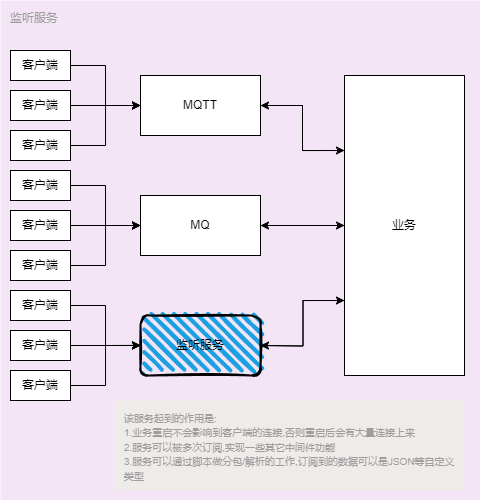 监听服务
客户端
客户端
客户端
MQTT
客户端
客户端
客户端
MQ
业务
客户端
客户端
客户端
监听服务
该服务起到的作用是:
1.业务重启不会影响到客户端的连接,否则重启后会有大量连接上来
2.服务可以被多次订阅,实现一些其它中间件功能
3.服务可以通过脚本做分包/解析的工作,订阅到的数据可以是JSON等自定义
类型